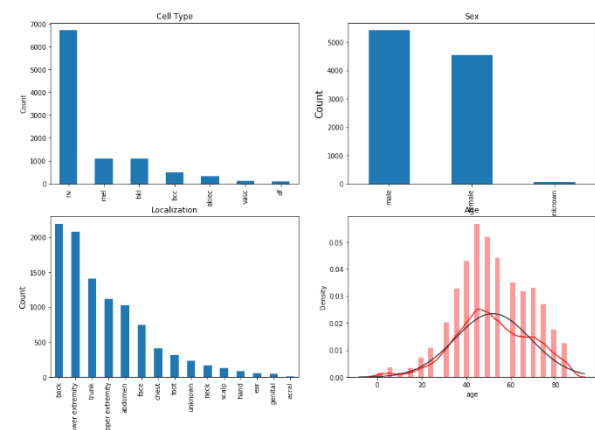 Cell Type
7000
6000
5000
4000
3000
2000
1000
0
Count
nv
mel
bkl
bcc
akiec
vasc
df
Sex
5000
4000
3000
2000
1000
0
Count
male
female
unknown
Localization
2000
1500
1000
500
0
Count
back
ower extremity
trunk
pper extremity
abdomen
face
chest
foot
unknown
neck
scalp
hand
ear
genital
acral
Age
0.05
0.04
0.03
0.02
0.01
0.00
Density
0
20
40
60
80
age